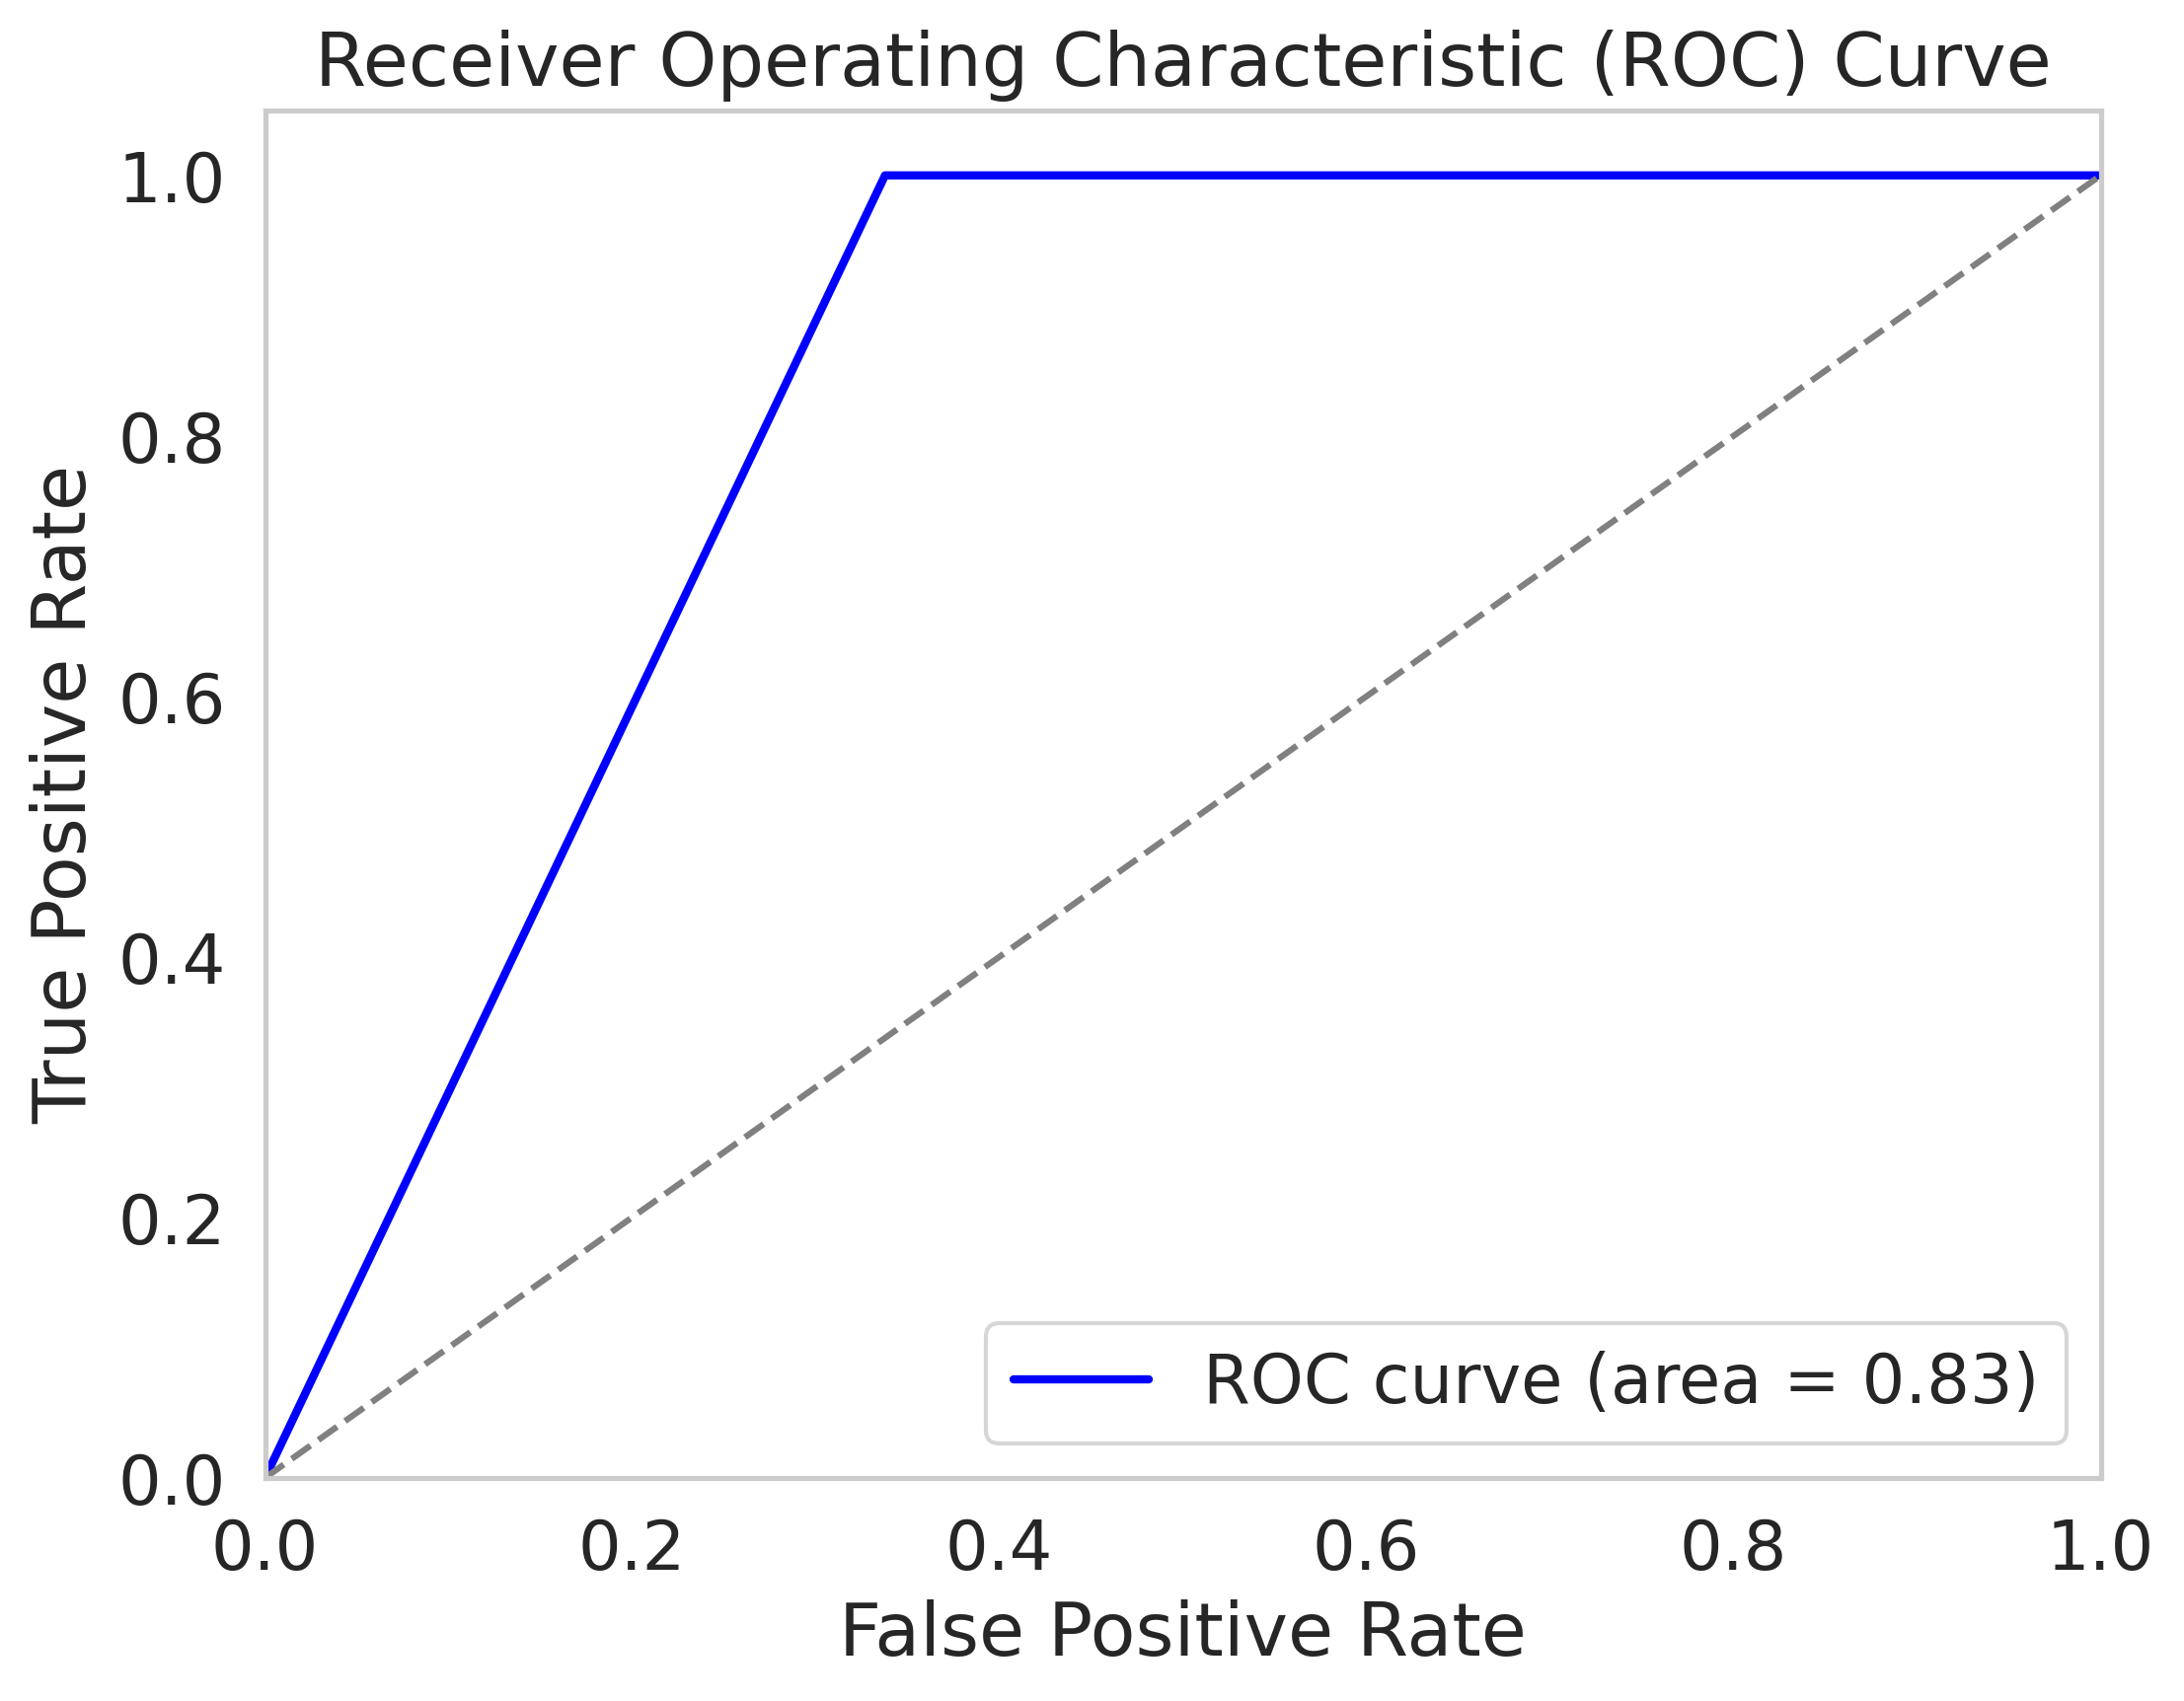 Receiver Operating Characteristic (ROC) Curve
1.0
0.8
0.6
0.4
0.2
0.0
True Positive Rate
ROC curve (area = 0.83)
0.0 0.2 0.4 0.6 0.8 1.0
False Positive Rate